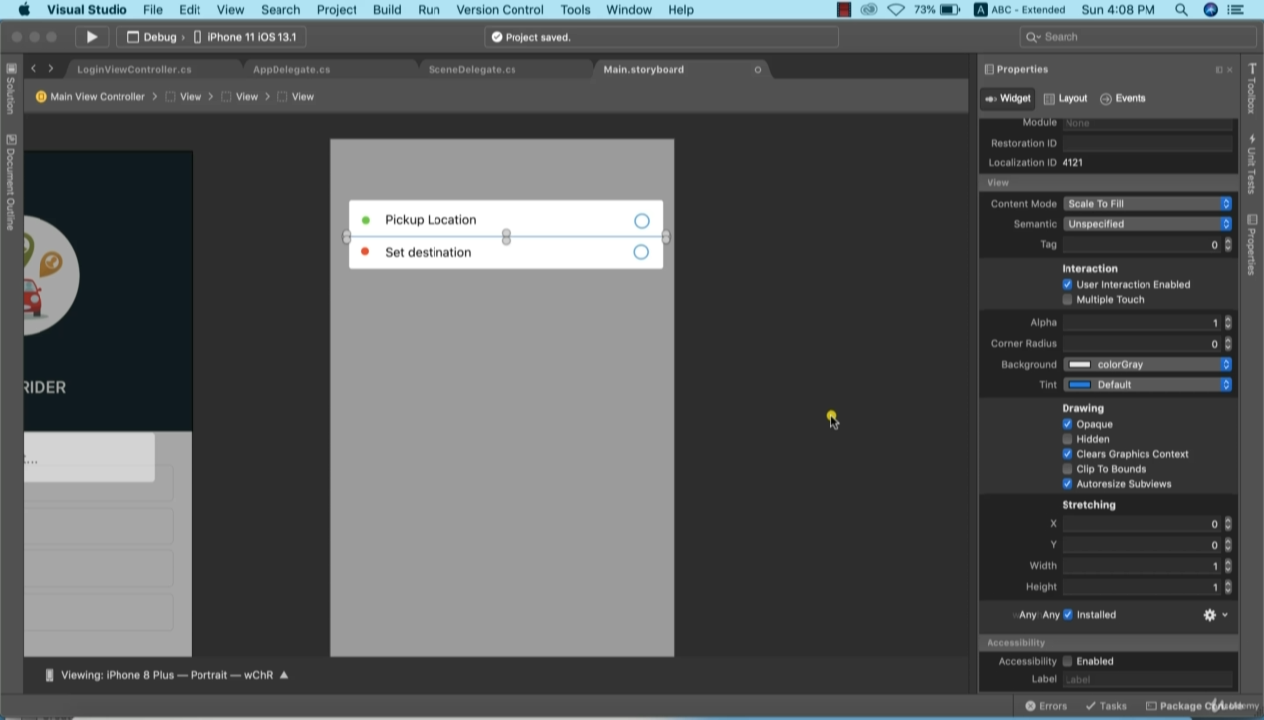 Visual Studio File Edit View Search Project Build Run Version Control Tools Window Help 73% A ABC - Extended Sun 4:08 PM
Debug › iPhone 11 iOS 13.1 Project saved. Search
LoginViewController.cs AppDelegate.cs SceneDelegate.cs Main.storyboard
Main View Controller > View > View > View
Solution
Document Outline
RIDER
...
Pickup Location
Set destination
Viewing: iPhone 8 Plus — Portrait — wChR
Properties
Widget Layout Events
Module None
Restoration ID
Localization ID 4121
View
Content Mode Scale To Fill
Semantic Unspecified
Tag 0
Interaction
User Interaction Enabled
Multiple Touch
Alpha 1
Corner Radius 0
Background colorGray
Tint Default
Drawing
Opaque
Hidden
Clears Graphics Context
Clip To Bounds
Autoresize Subviews
Stretching
X 0
Y 0
Width 1
Height 1
Any Any Installed
Accessibility
Accessibility Enabled
Label Label
Toolbox
Unit Tests
Properties
Errors Tasks Package